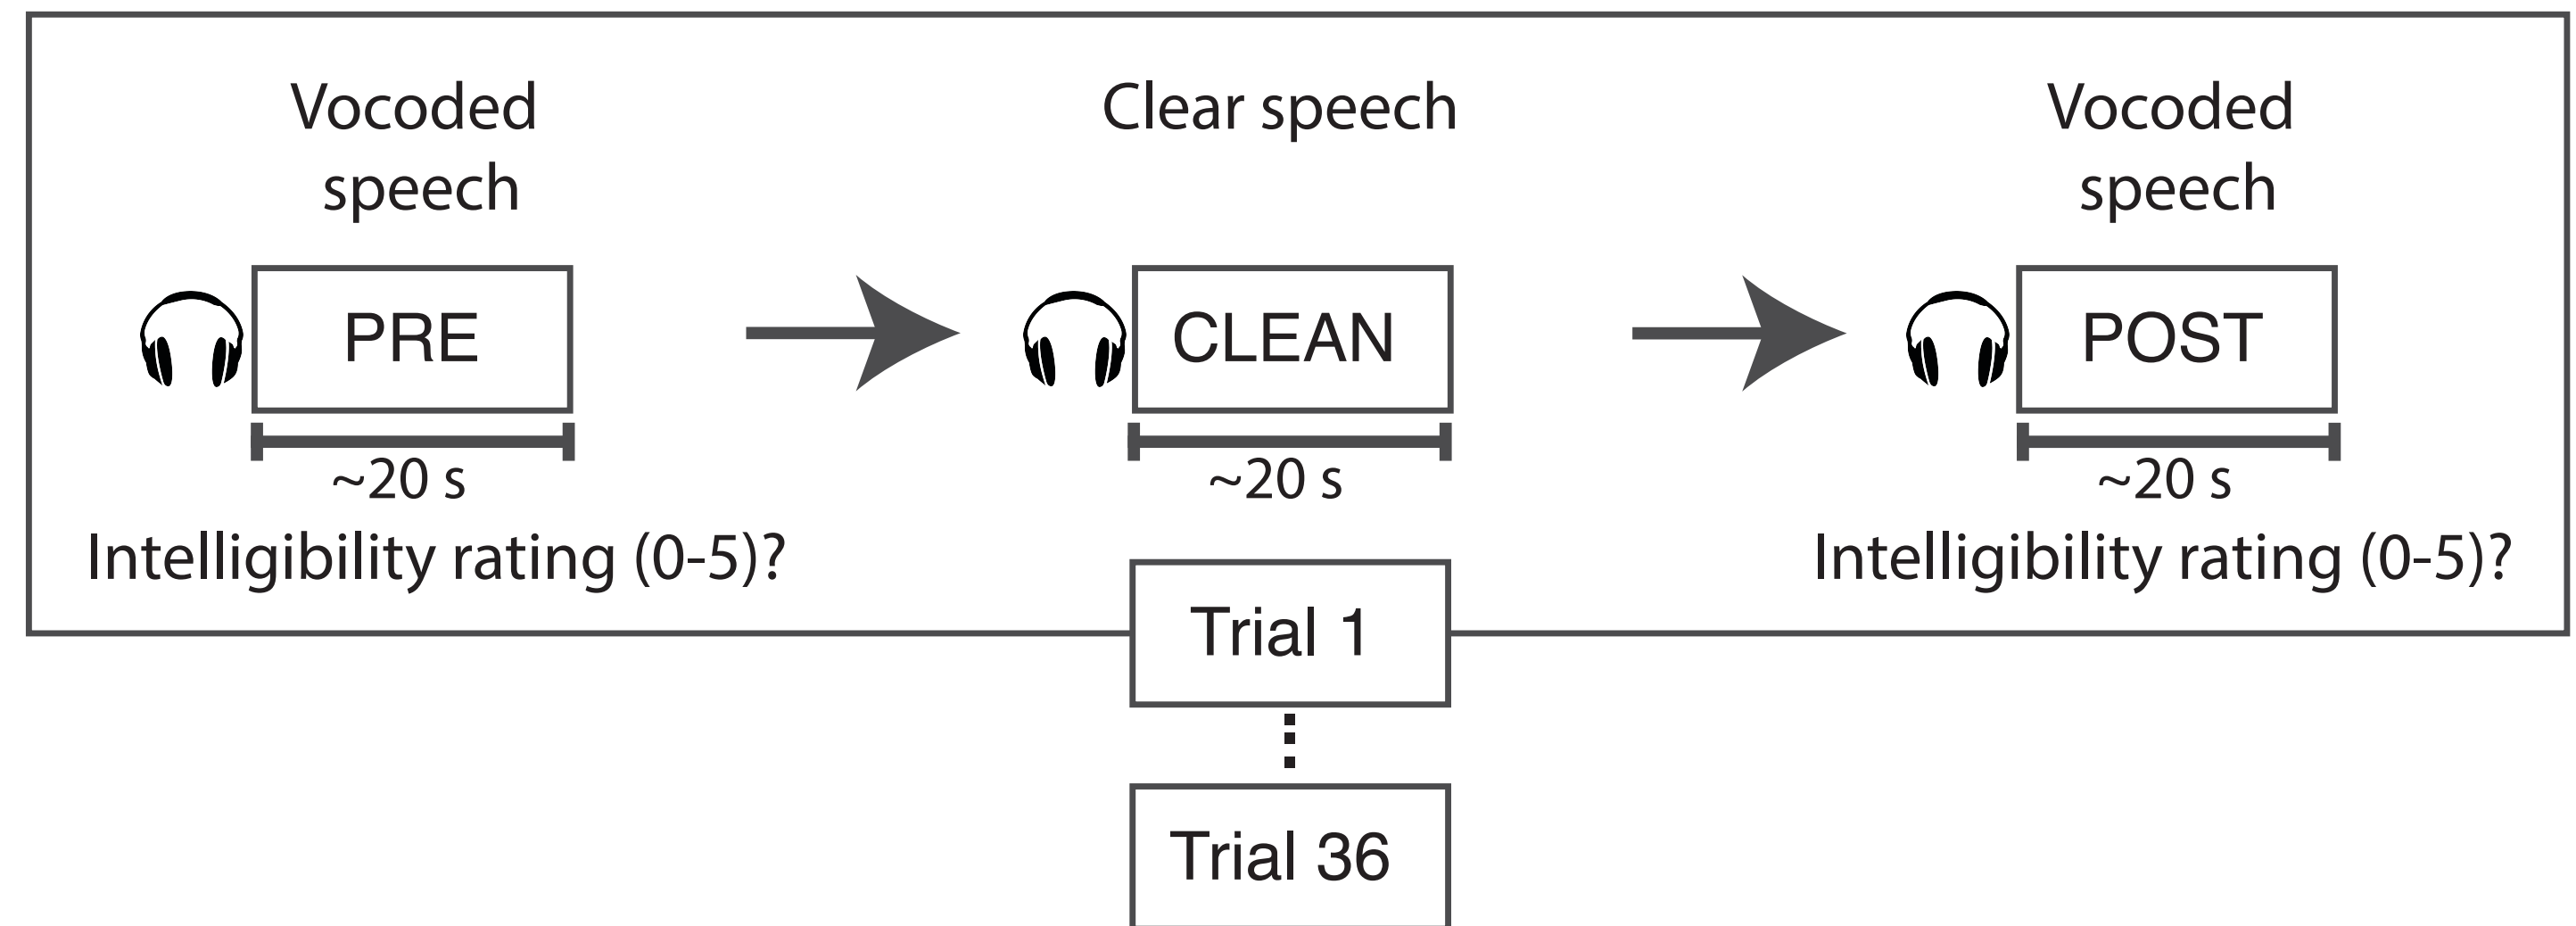 Vocoded
speech
Clear speech
Vocoded
speech
PRE
CLEAN
POST
~20 s
~20 s
~20 s
Intelligibility rating (0-5)?
Intelligibility rating (0-5)?
Trial 1
Trial 36